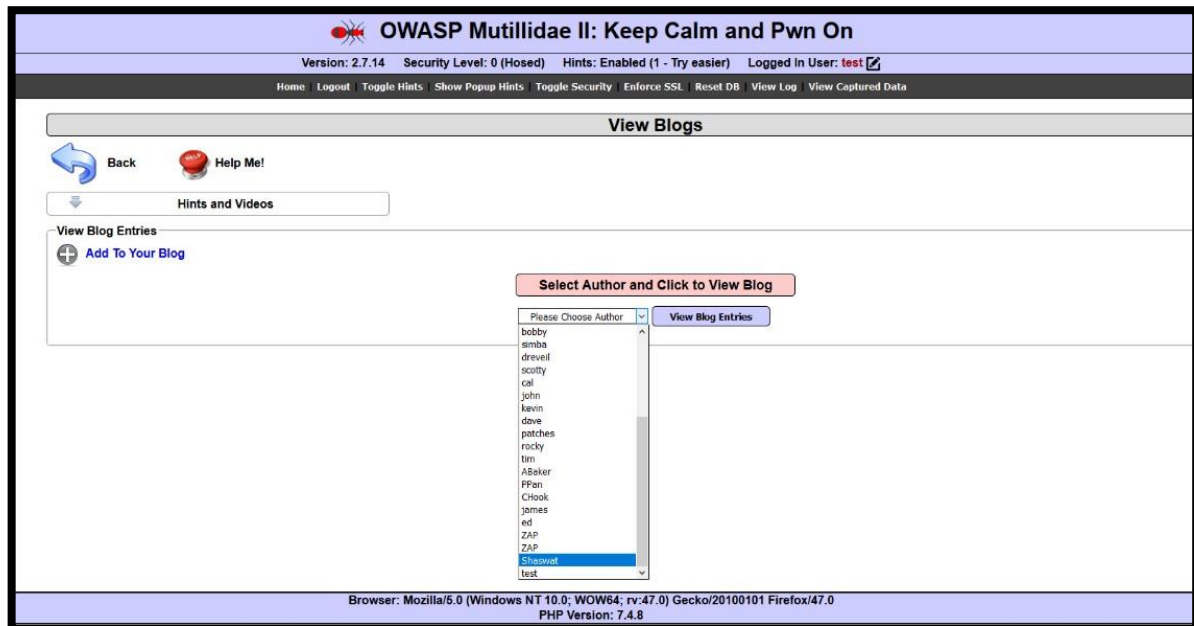 OWASP Mutillidae II: Keep Calm and Pwn On
Version: 2.7.14 Security Level: 0 (Hosed) Hints: Enabled (1 - Try easier) Logged In User: test
Home | Logout | Toggle Hints | Show Popup Hints | Toggle Security | Enforce SSL | Reset DB | View Log | View Captured Data
View Blogs
Back HELP Help Me!
Hints and Videos
View Blog Entries
Add To Your Blog
Select Author and Click to View Blog
Please Choose Author View Blog Entries
bobby
simba
dreveil
scotty
cal
john
kevin
dave
patches
rocky
tim
ABaker
PPan
CHook
james
ed
ZAP
ZAP
Shaswat
test
Browser: Mozilla/5.0 (Windows NT 10.0; WOW64; rv:47.0) Gecko/20100101 Firefox/47.0
PHP Version: 7.4.8